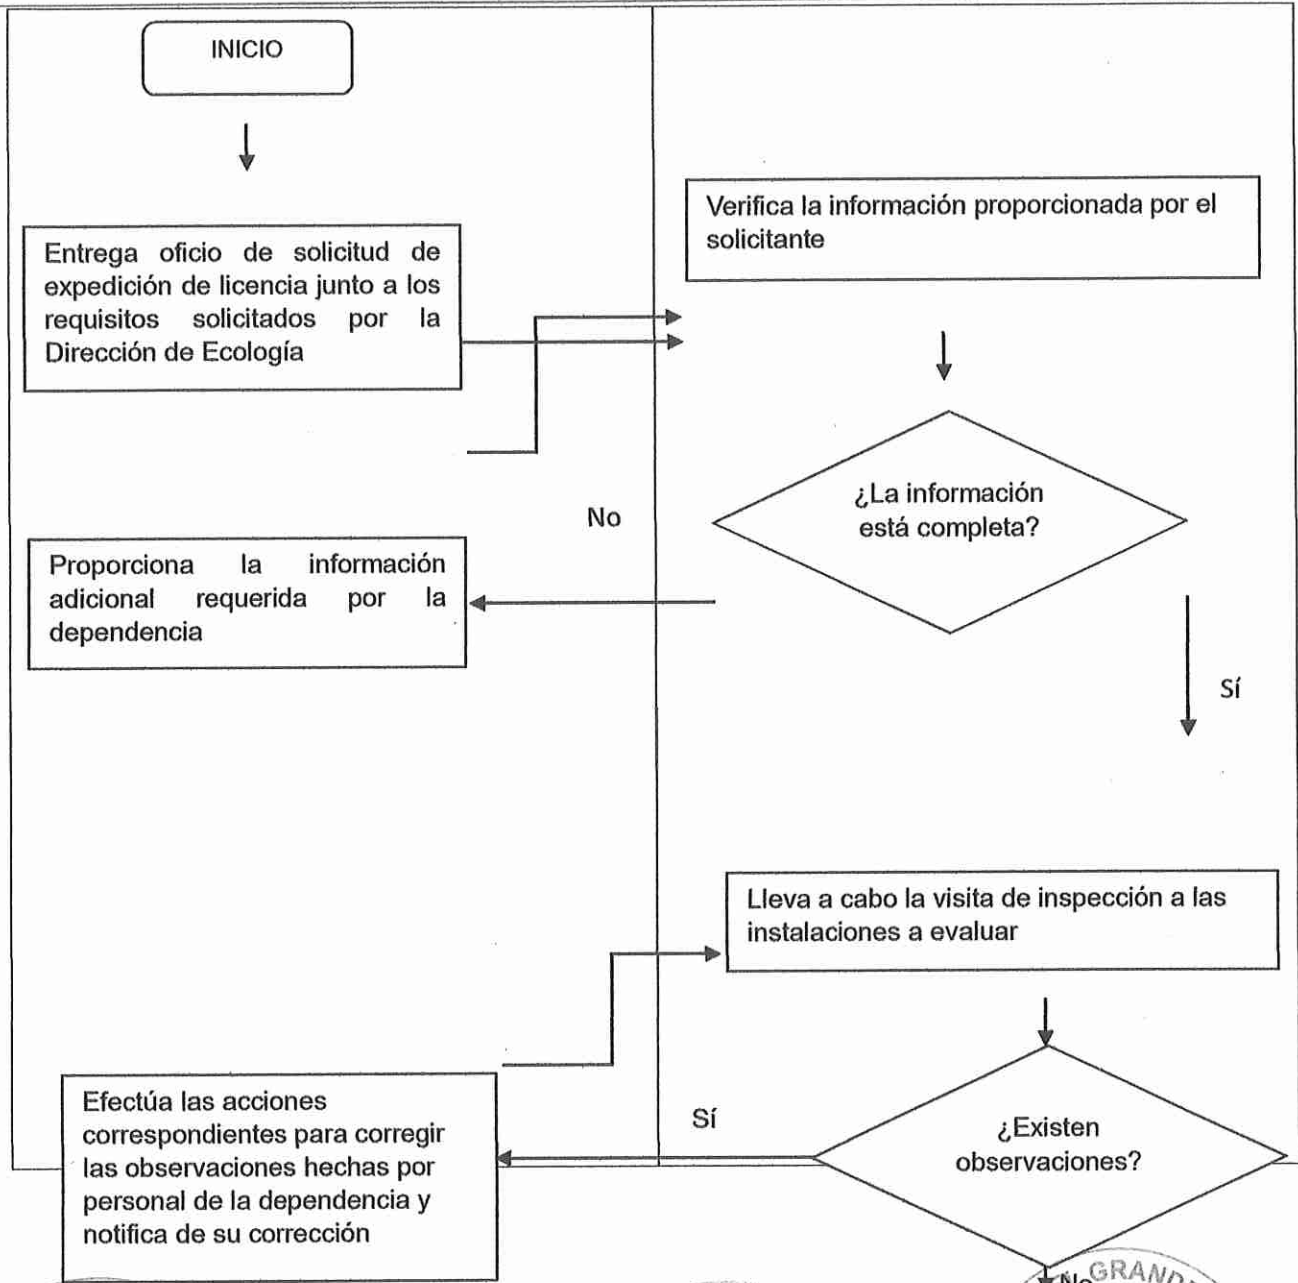 INICIO
Verifica la información proporcionada por el
solicitante
Entrega oficio de solicitud de
expedición de licencia junto a los
requisitos solicitados por la
Dirección de Ecología
¿La información
está completa?
No
Proporciona la información
adicional requerida por la
dependencia
Sí
Lleva a cabo la visita de inspección a las
instalaciones a evaluar
Efectúa las acciones
correspondientes para corregir
las observaciones hechas por
personal de la dependencia y
notifica de su corrección
Sí
¿Existen
observaciones?
No